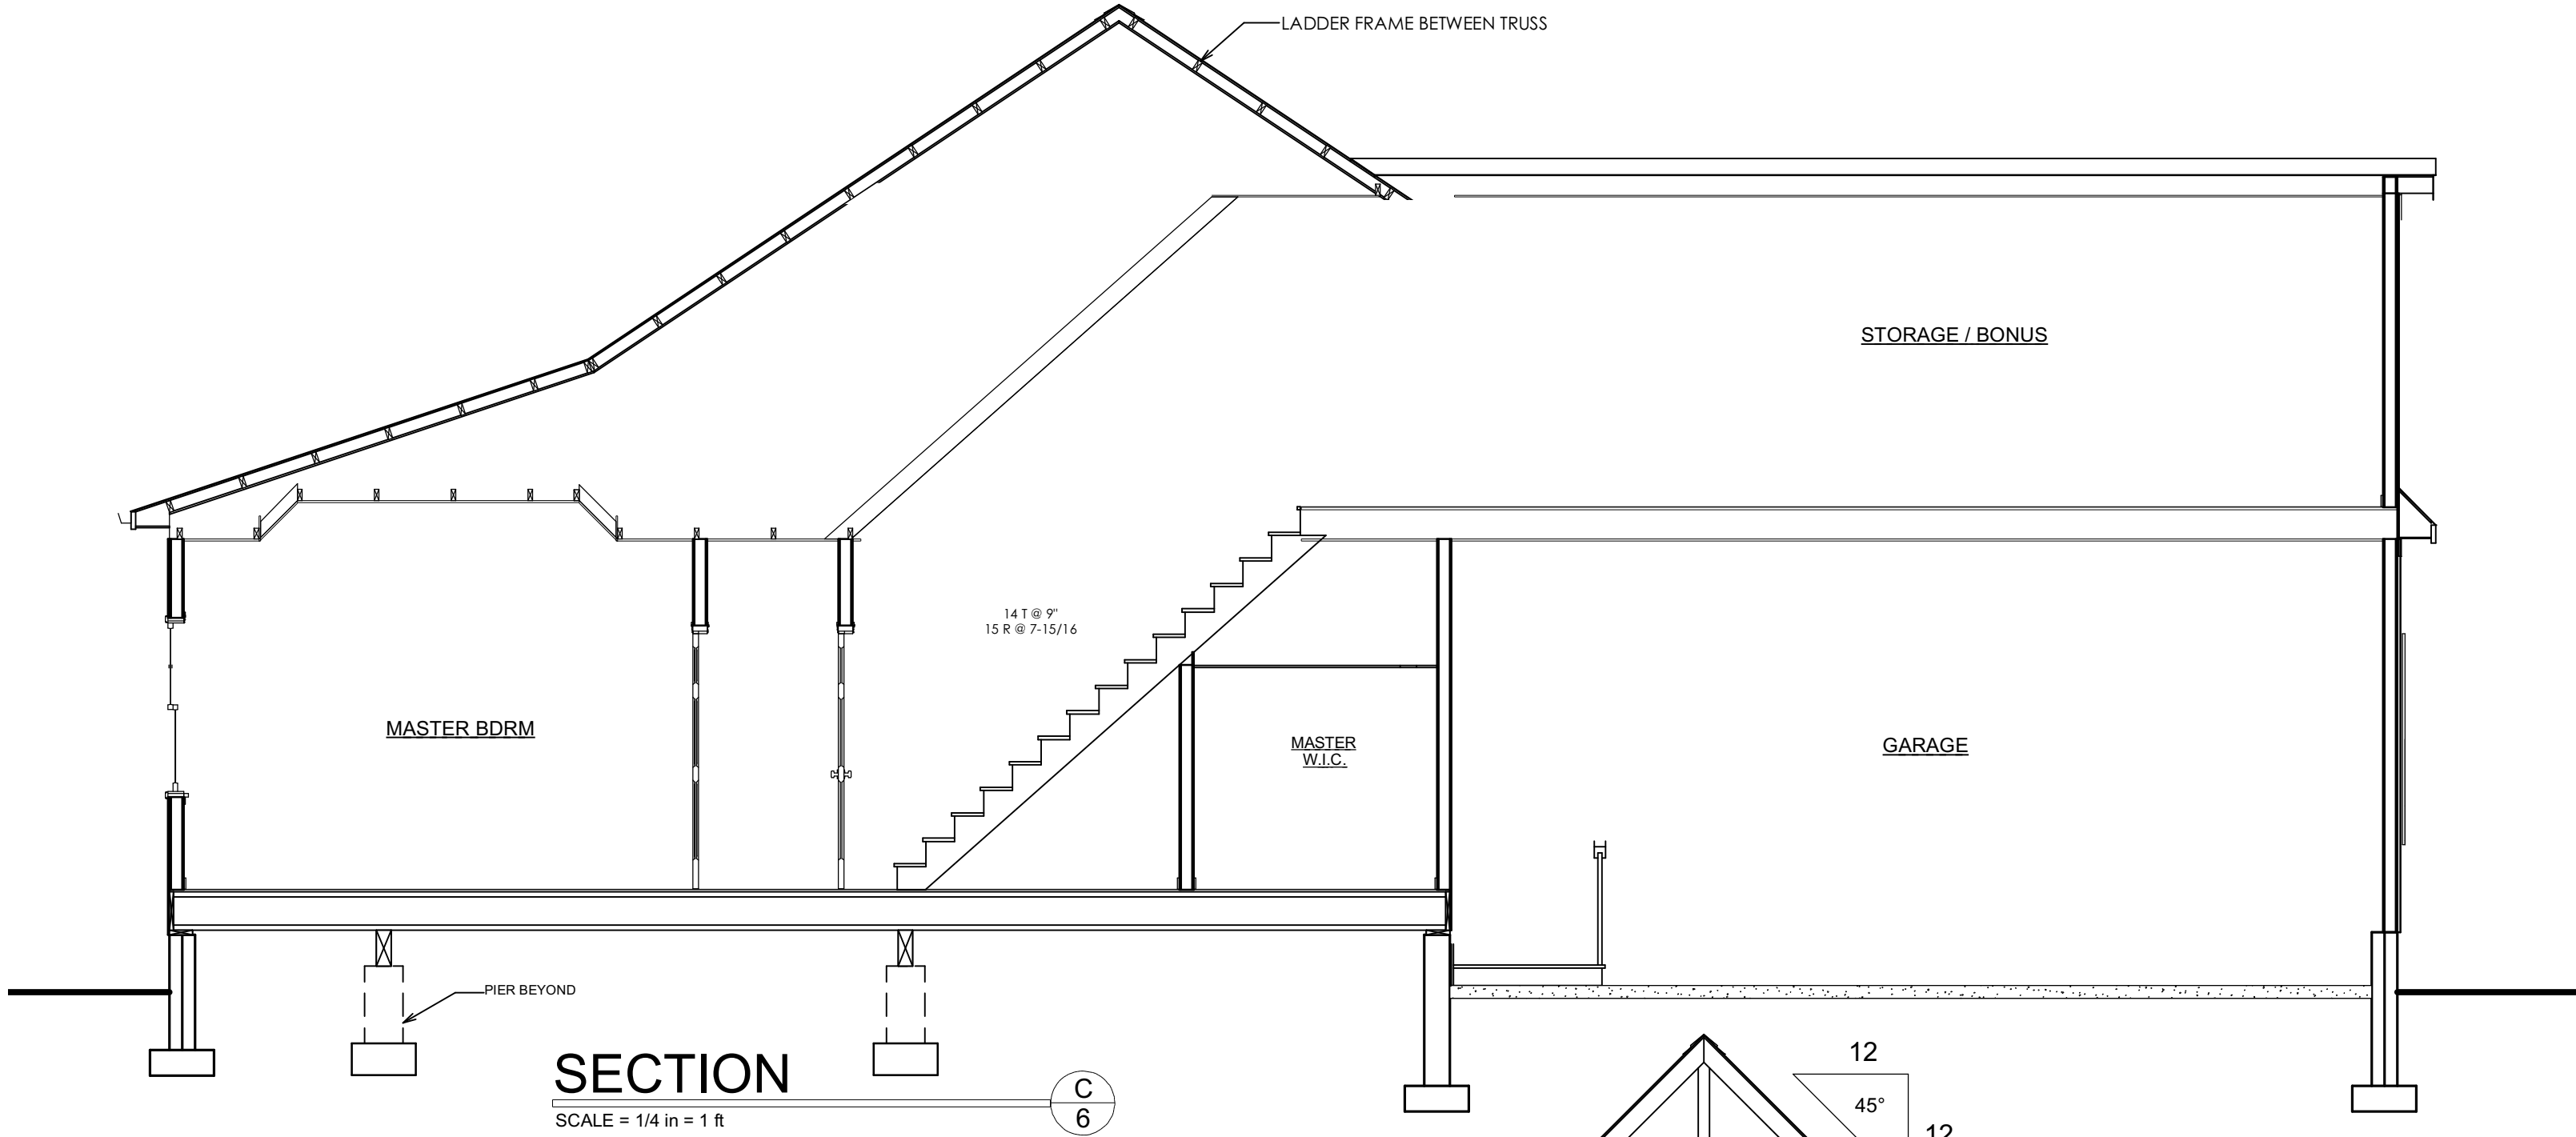 LADDER FRAME BETWEEN TRUSS
STORAGE / BONUS
14 T @ 9"
15 R @ 7-15/16
MASTER BDRM
MASTER
W.I.C.
GARAGE
PIER BEYOND
SECTION
SCALE = 1/4 in = 1 ft
C
6
12
45°
12